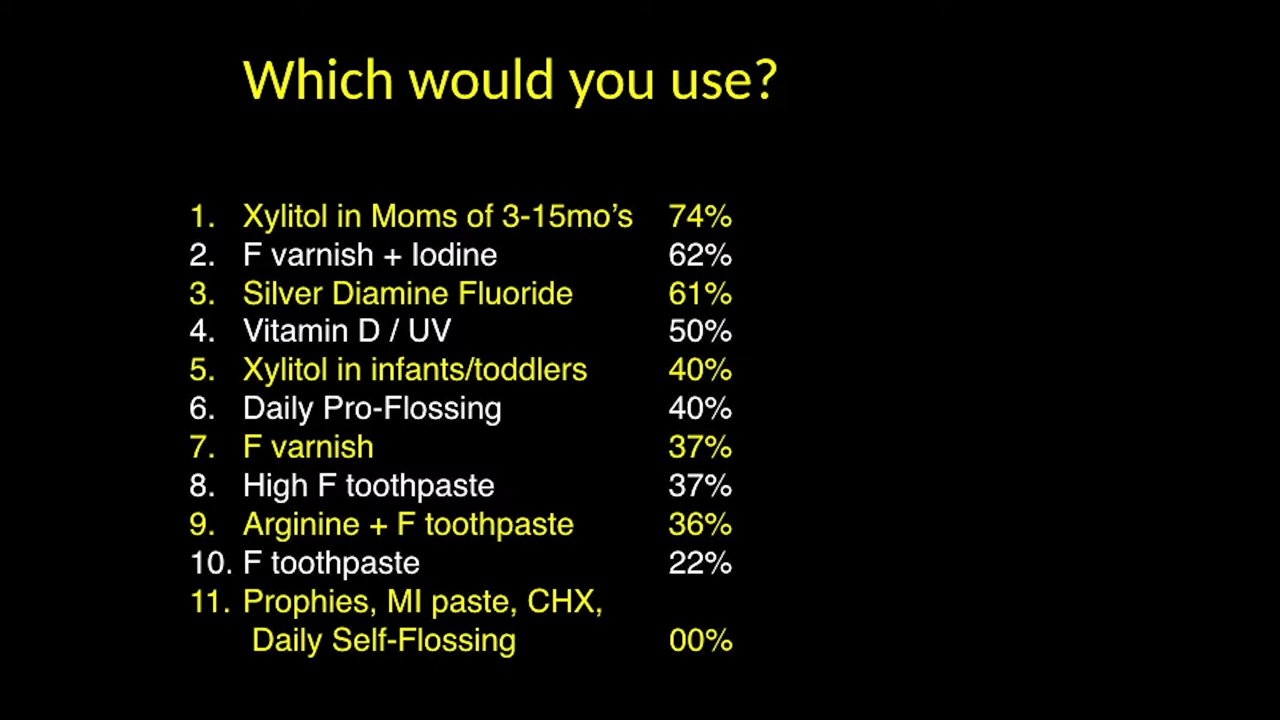 Which would you use?
1. Xylitol in Moms of 3-15mo’s 74%
2. F varnish + Iodine 62%
3. Silver Diamine Fluoride 61%
4. Vitamin D / UV 50%
5. Xylitol in infants/toddlers 40%
6. Daily Pro-Flossing 40%
7. F varnish 37%
8. High F toothpaste 37%
9. Arginine + F toothpaste 36%
10. F toothpaste 22%
11. Prophies, MI paste, CHX,
Daily Self-Flossing 00%